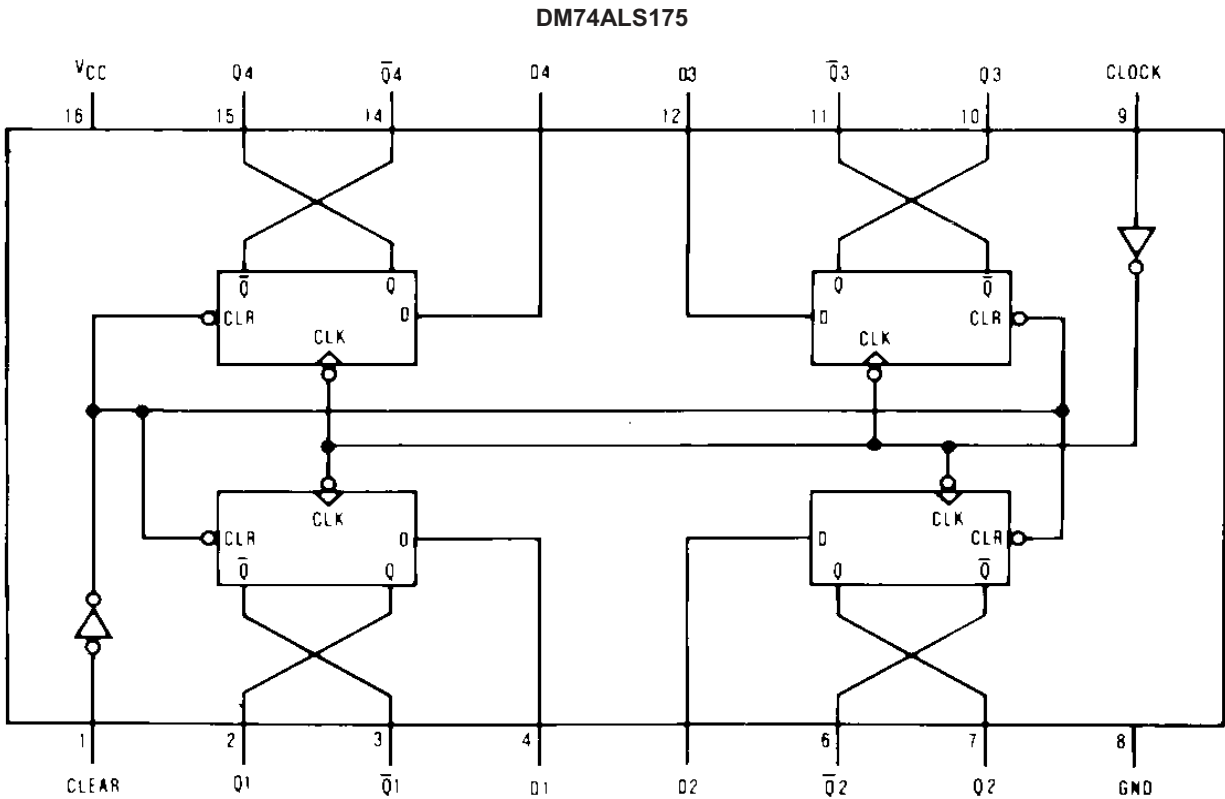 DM74ALS175
VCC Q4 Q̅4 D4 D3 Q̅3 Q3 CLOCK
16 15 14 12 11 10 9
Q̅ Q Q Q̅
CLR D D CLR
CLK CLK
CLK CLK
CLR D D CLR
Q̅ Q Q Q̅
1 2 3 4 6 7 8
CLEAR Q1 Q̅1 D1 D2 Q̅2 Q2 GND